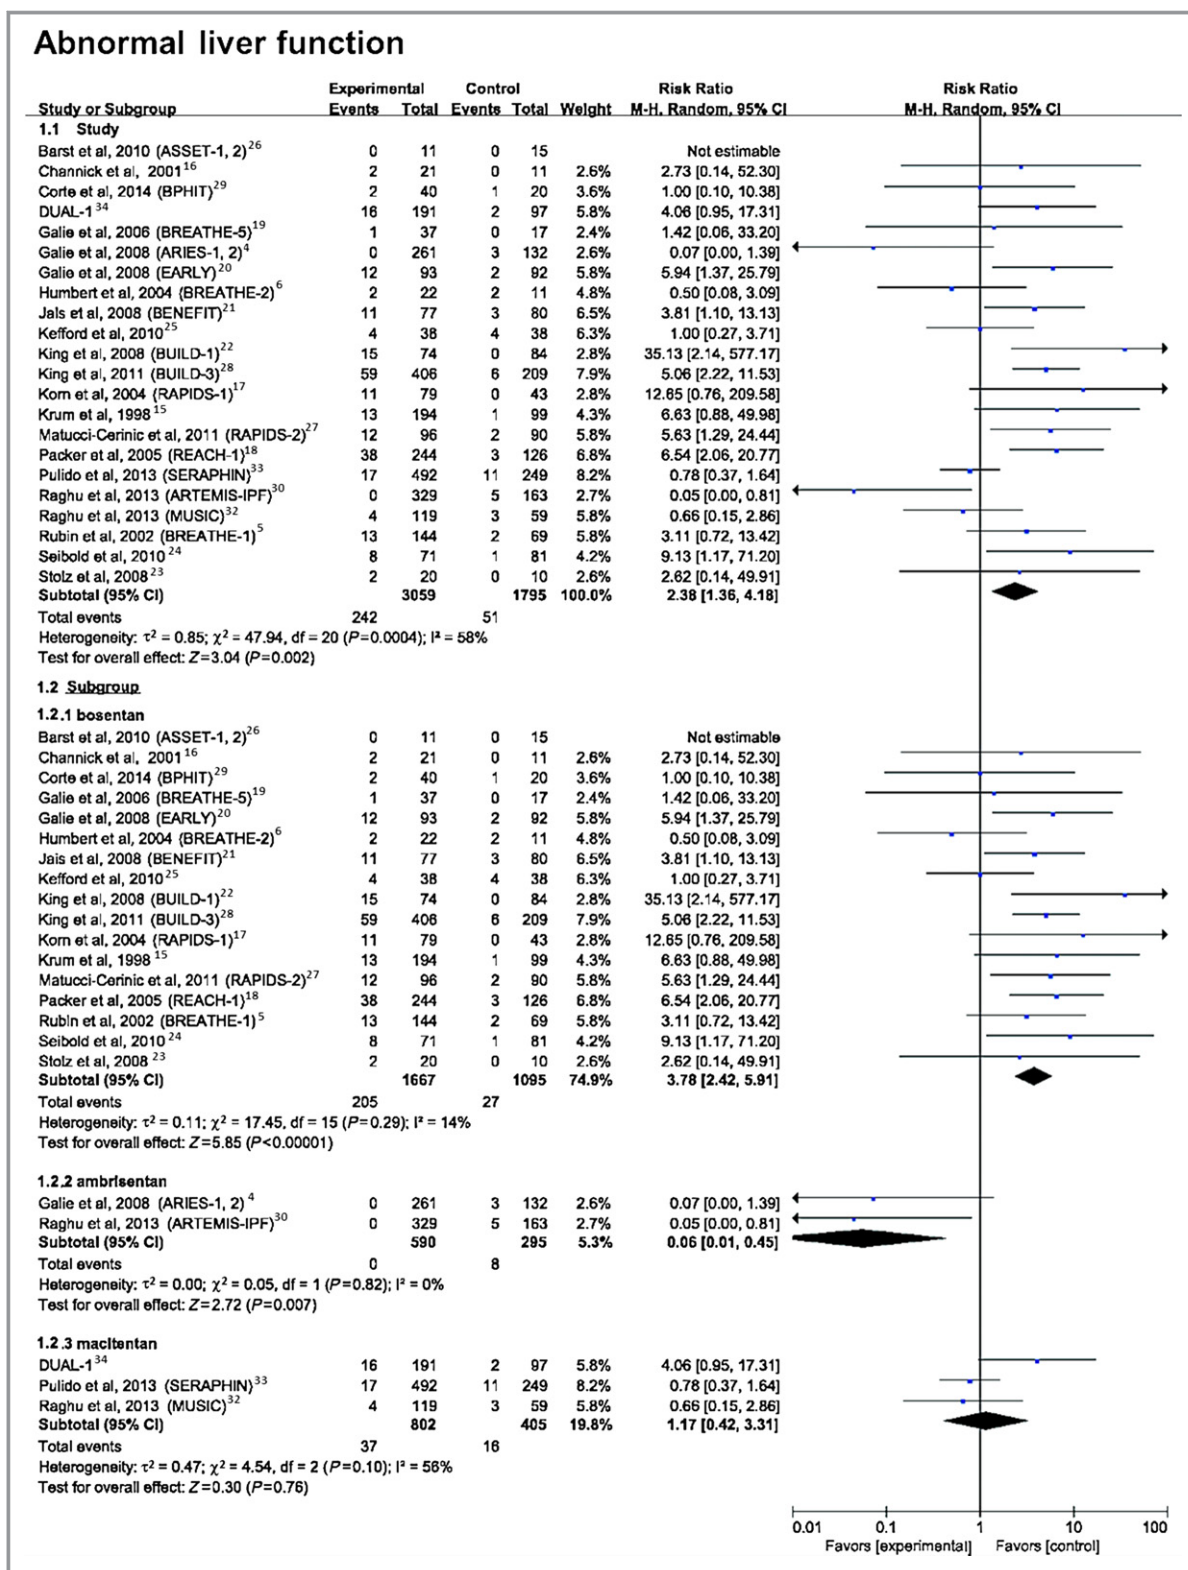 Abnormal liver function
Experimental Control Risk Ratio Risk Ratio
Study or Subgroup Events Total Events Total Weight M-H, Random, 95% CI M-H, Random, 95% CI
1.1 Study
Barst et al, 2010 (ASSET-1, 2)26 0 11 0 15 Not estimable
Channick et al, 200116 2 21 0 11 2.6% 2.73 [0.14, 52.30]
Corte et al, 2014 (BPHIT)29 2 40 1 20 3.6% 1.00 [0.10, 10.38]
DUAL-134 16 191 2 97 5.8% 4.06 [0.95, 17.31]
Galie et al, 2006 (BREATHE-5)19 1 37 0 17 2.4% 1.42 [0.06, 33.20]
Galie et al, 2008 (ARIES-1, 2)4 0 261 3 132 2.6% 0.07 [0.00, 1.39]
Galie et al, 2008 (EARLY)20 12 93 2 92 5.8% 5.94 [1.37, 25.79]
Humbert et al, 2004 (BREATHE-2)6 2 22 2 11 4.8% 0.50 [0.08, 3.09]
Jais et al, 2008 (BENEFIT)21 11 77 3 80 6.5% 3.81 [1.10, 13.13]
Kefford et al, 201025 4 38 4 38 6.3% 1.00 [0.27, 3.71]
King et al, 2008 (BUILD-1)22 15 74 0 84 2.8% 35.13 [2.14, 577.17]
King et al, 2011 (BUILD-3)28 59 406 6 209 7.9% 5.06 [2.22, 11.53]
Korn et al, 2004 (RAPIDS-1)17 11 79 0 43 2.8% 12.65 [0.76, 209.58]
Krum et al, 1998 15 13 194 1 99 4.3% 6.63 [0.88, 49.98]
Matucci-Cerinic et al, 2011 (RAPIDS-2)27 12 96 2 90 5.8% 5.63 [1.29, 24.44]
Packer et al, 2005 (REACH-1)18 38 244 3 126 6.8% 6.54 [2.06, 20.77]
Pulido et al, 2013 (SERAPHIN)33 17 492 11 249 8.2% 0.78 [0.37, 1.64]
Raghu et al, 2013 (ARTEMIS-IPF)30 0 329 5 163 2.7% 0.05 [0.00, 0.81]
Raghu et al, 2013 (MUSIC)32 4 119 3 59 5.8% 0.66 [0.15, 2.86]
Rubin et al, 2002 (BREATHE-1)5 13 144 2 69 5.8% 3.11 [0.72, 13.42]
Seibold et al, 2010 24 8 71 1 81 4.2% 9.13 [1.17, 71.20]
Stolz et al, 200823 2 20 0 10 2.6% 2.62 [0.14, 49.91]
Subtotal (95% CI) 3059 1795 100.0% 2.38 [1.36, 4.18]
Total events 242 51
Heterogeneity: τ² = 0.85; χ² = 47.94, df = 20 (P=0.0004); I² = 58%
Test for overall effect: Z=3.04 (P=0.002)
1.2 Subgroup
1.2.1 bosentan
Barst et al, 2010 (ASSET-1, 2)26 0 11 0 15 Not estimable
Channick et al, 200116 2 21 0 11 2.6% 2.73 [0.14, 52.30]
Corte et al, 2014 (BPHIT)29 2 40 1 20 3.6% 1.00 [0.10, 10.38]
Galie et al, 2006 (BREATHE-5)19 1 37 0 17 2.4% 1.42 [0.06, 33.20]
Galie et al, 2008 (EARLY)20 12 93 2 92 5.8% 5.94 [1.37, 25.79]
Humbert et al, 2004 (BREATHE-2)6 2 22 2 11 4.8% 0.50 [0.08, 3.09]
Jais et al, 2008 (BENEFIT)21 11 77 3 80 6.5% 3.81 [1.10, 13.13]
Kefford et al, 201025 4 38 4 38 6.3% 1.00 [0.27, 3.71]
King et al, 2008 (BUILD-1)22 15 74 0 84 2.8% 35.13 [2.14, 577.17]
King et al, 2011 (BUILD-3)28 59 406 6 209 7.9% 5.06 [2.22, 11.53]
Korn et al, 2004 (RAPIDS-1)17 11 79 0 43 2.8% 12.65 [0.76, 209.58]
Krum et al, 1998 15 13 194 1 99 4.3% 6.63 [0.88, 49.98]
Matucci-Cerinic et al, 2011 (RAPIDS-2)27 12 96 2 90 5.8% 5.63 [1.29, 24.44]
Packer et al, 2005 (REACH-1)18 38 244 3 126 6.8% 6.54 [2.06, 20.77]
Rubin et al, 2002 (BREATHE-1)5 13 144 2 69 5.8% 3.11 [0.72, 13.42]
Seibold et al, 2010 24 8 71 1 81 4.2% 9.13 [1.17, 71.20]
Stolz et al, 2008 23 2 20 0 10 2.6% 2.62 [0.14, 49.91]
Subtotal (95% CI) 1667 1095 74.9% 3.78 [2.42, 5.91]
Total events 205 27
Heterogeneity: τ² = 0.11; χ² = 17.45, df = 15 (P=0.29); I² = 14%
Test for overall effect: Z=5.85 (P<0.00001)
1.2.2 ambrisentan
Galie et al, 2008 (ARIES-1, 2) 4 0 261 3 132 2.6% 0.07 [0.00, 1.39]
Raghu et al, 2013 (ARTEMIS-IPF)30 0 329 5 163 2.7% 0.05 [0.00, 0.81]
Subtotal (95% CI) 590 295 5.3% 0.06 [0.01, 0.45]
Total events 0 8
Heterogeneity: τ² = 0.00; χ² = 0.05, df = 1 (P=0.82); I² = 0%
Test for overall effect: Z=2.72 (P=0.007)
1.2.3 macitentan
DUAL-134 16 191 2 97 5.8% 4.06 [0.95, 17.31]
Pulido et al, 2013 (SERAPHIN)33 17 492 11 249 8.2% 0.78 [0.37, 1.64]
Raghu et al, 2013 (MUSIC)32 4 119 3 59 5.8% 0.66 [0.15, 2.86]
Subtotal (95% CI) 802 405 19.8% 1.17 [0.42, 3.31]
Total events 37 16
Heterogeneity: τ² = 0.47; χ² = 4.54, df = 2 (P=0.10); I² = 56%
Test for overall effect: Z=0.30 (P=0.76)
0.01 0.1 1 10 100
Favors [experimental] Favors [control]